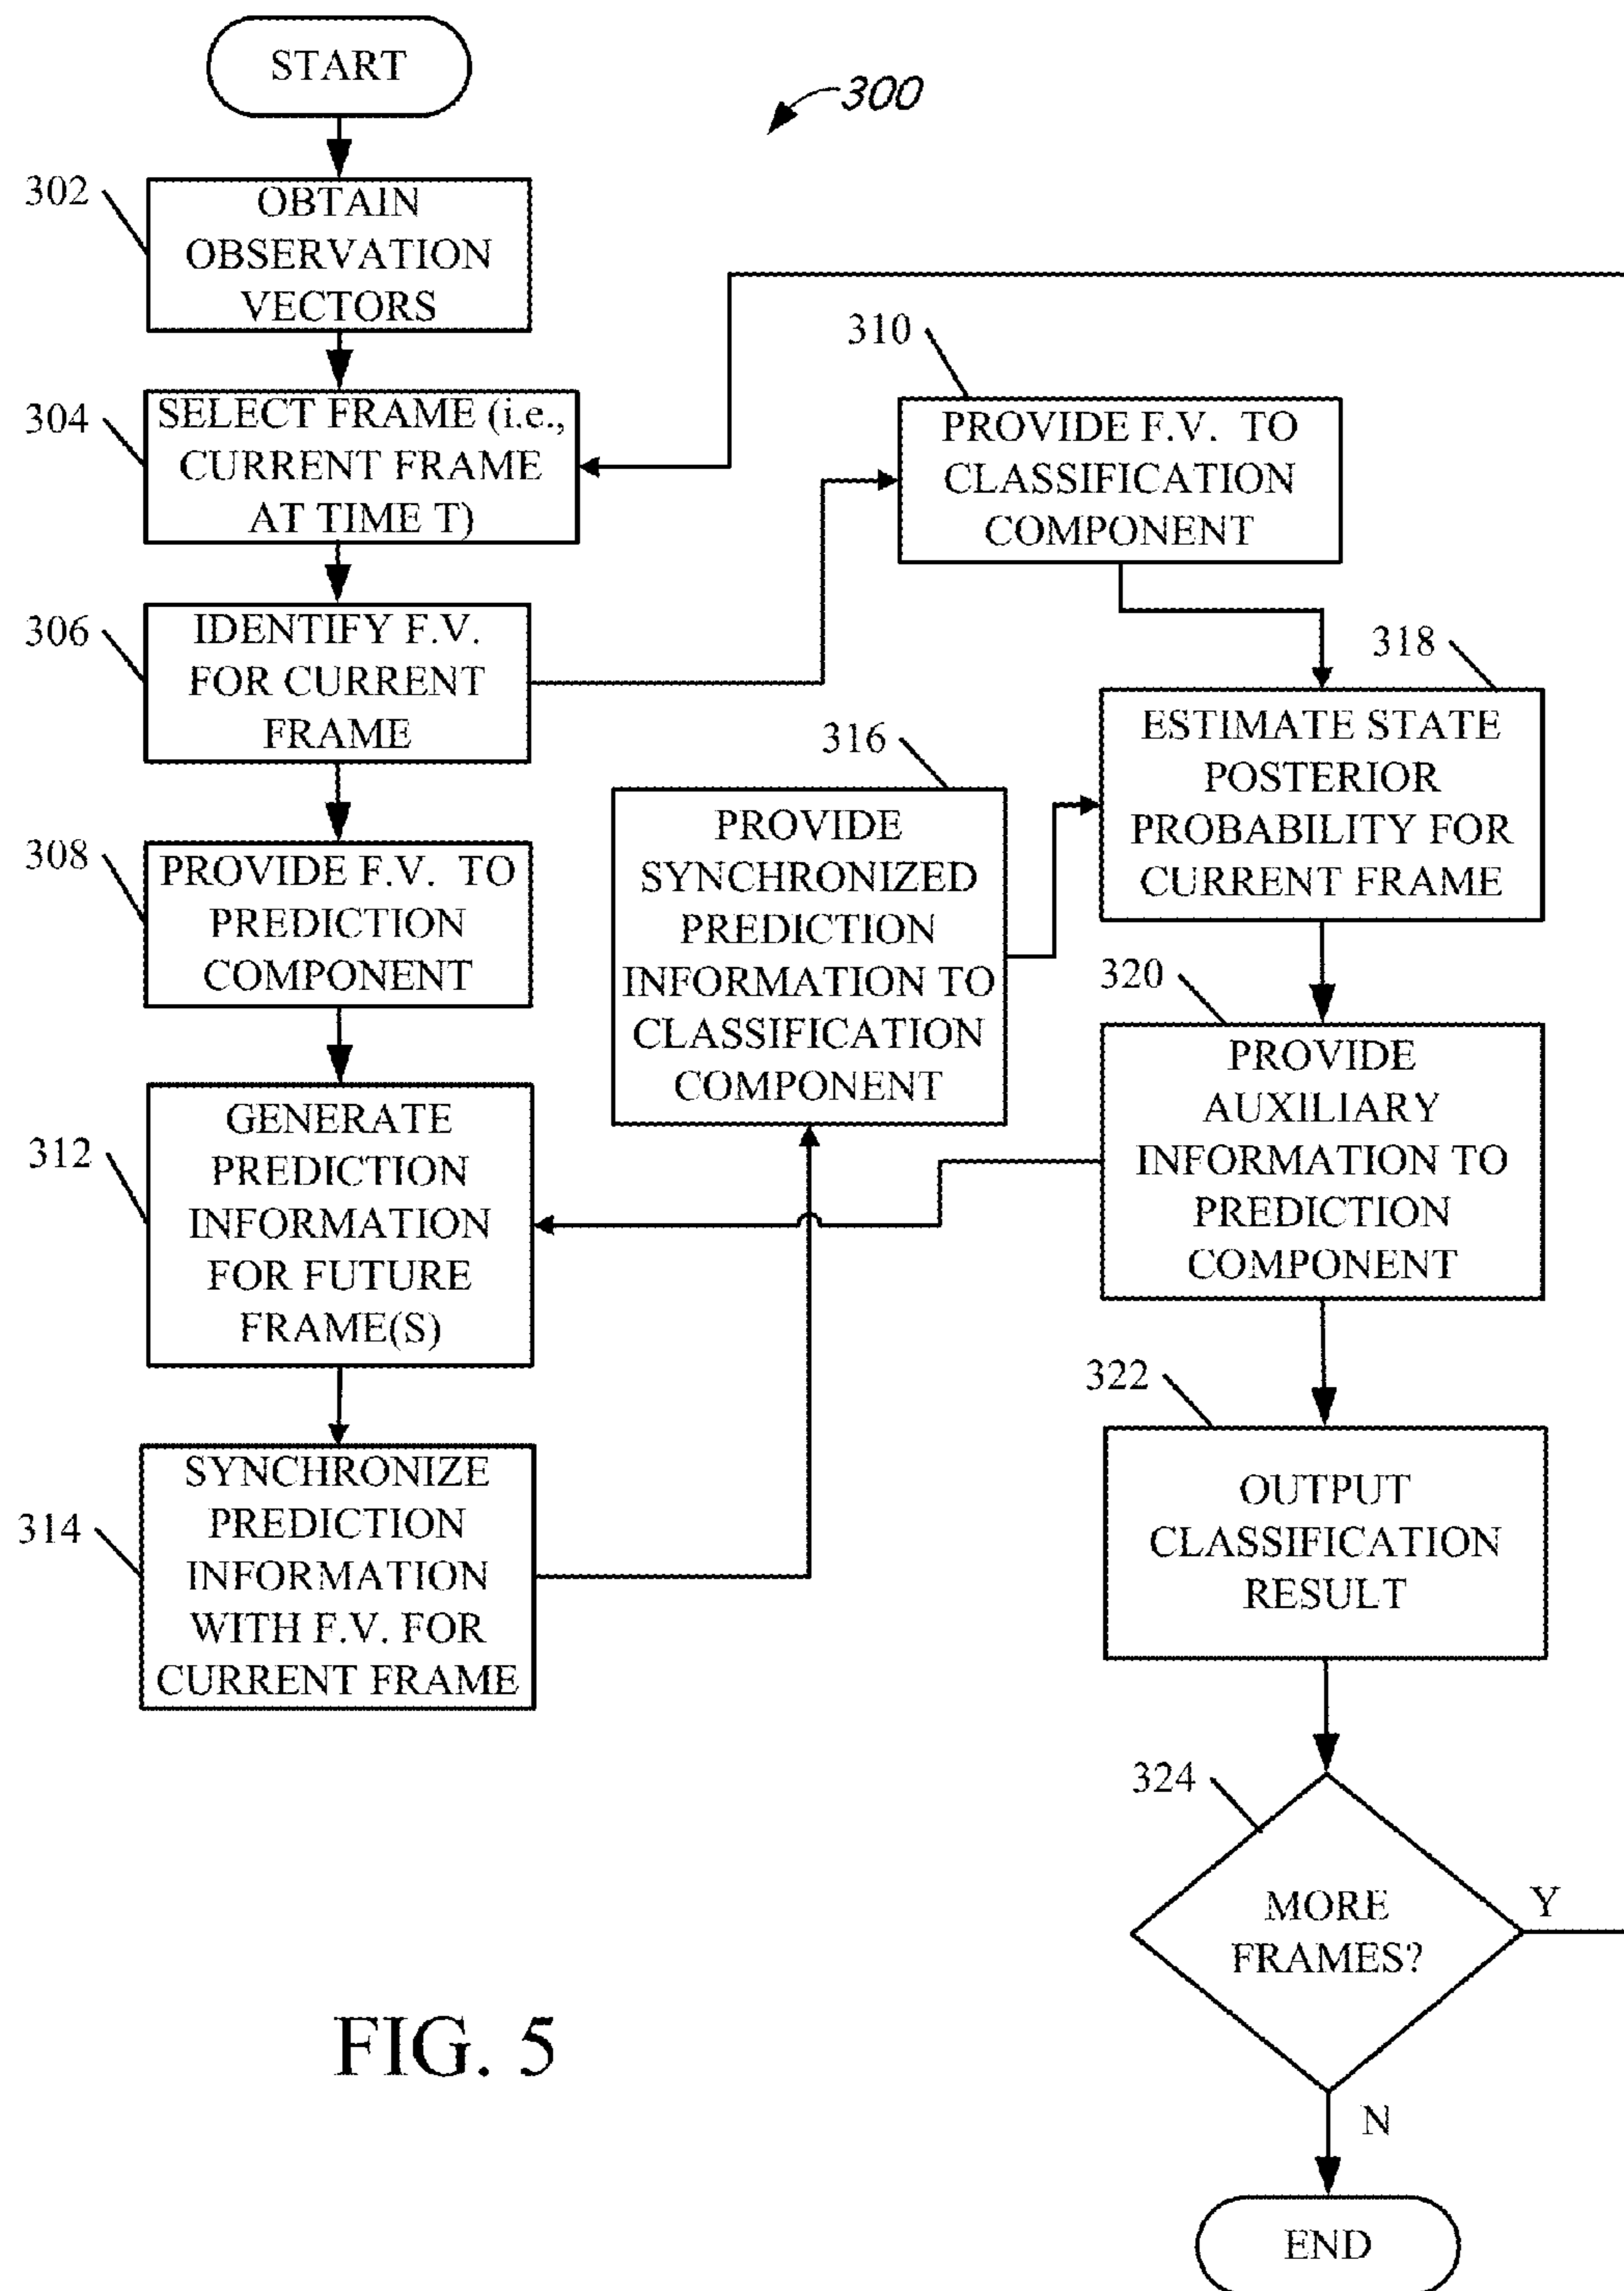 START
300
302
OBTAIN
OBSERVATION
VECTORS
304
SELECT FRAME (i.e.,
CURRENT FRAME
AT TIME T)
306
IDENTIFY F.V.
FOR CURRENT
FRAME
308
PROVIDE F.V. TO
PREDICTION
COMPONENT
310
PROVIDE F.V. TO
CLASSIFICATION
COMPONENT
312
GENERATE
PREDICTION
INFORMATION
FOR FUTURE
FRAME(S)
314
SYNCHRONIZE
PREDICTION
INFORMATION
WITH F.V. FOR
CURRENT FRAME
316
PROVIDE
SYNCHRONIZED
PREDICTION
INFORMATION TO
CLASSIFICATION
COMPONENT
318
ESTIMATE STATE
POSTERIOR
PROBABILITY FOR
CURRENT FRAME
320
PROVIDE
AUXILIARY
INFORMATION TO
PREDICTION
COMPONENT
322
OUTPUT
CLASSIFICATION
RESULT
324
MORE
FRAMES?
Y
N
END
FIG. 5